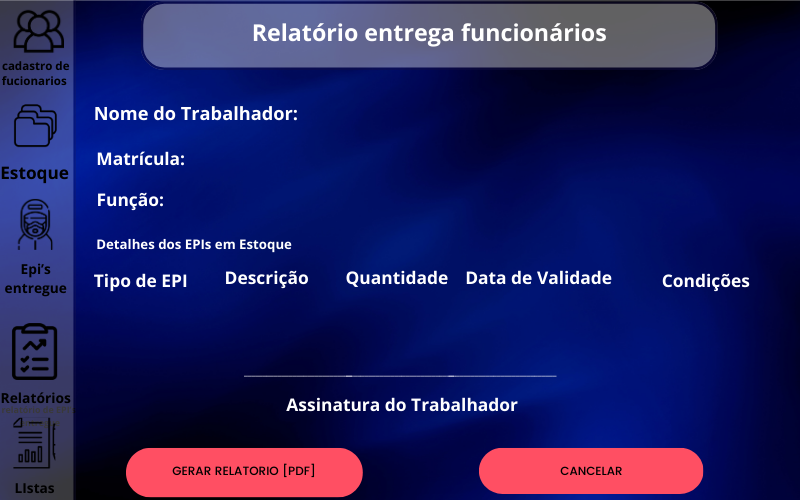 Relatório entrega funcionários
cadastro de
fucionarios
Estoque
Epi's
entregue
Relatórios
LIstas
Nome do Trabalhador:
Matrícula:
Função:
Detalhes dos EPIs em Estoque
Tipo de EPI Descrição Quantidade Data de Validade Condições
Assinatura do Trabalhador
GERAR RELATORIO [PDF] CANCELAR